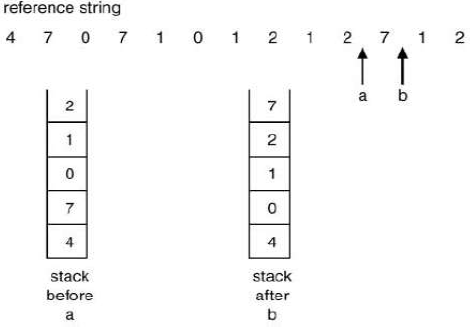 reference string
4 7 0 7 1 0 1 2 1 2 7 1 2
a b
2 7
1 2
0 1
7 0
4 4
stack stack
before after
a b